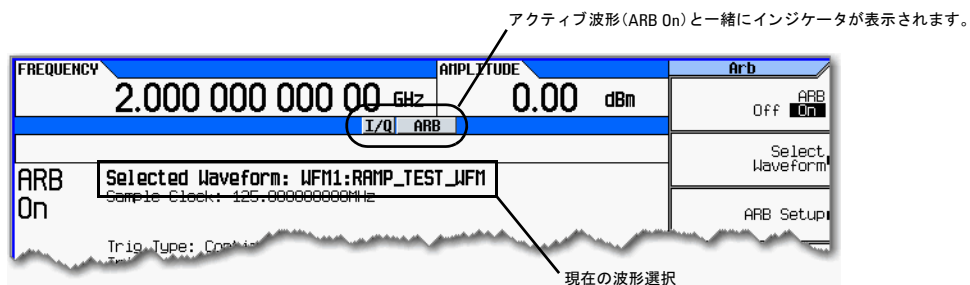 アクティブ波形(ARB On)と一緒にインジケータが表示されます。
FREQUENCY
AMPLITUDE
Arb
2.000 000 000 00 GHz
0.00 dBm
ARB
Off On
I/Q ARB
Select
Waveform
ARB
On
Selected Waveform: WFM1:RAMP_TEST_WFM
Sample Clock: 125.000000000MHz
ARB Setup
Trig Type:
現在の波形選択